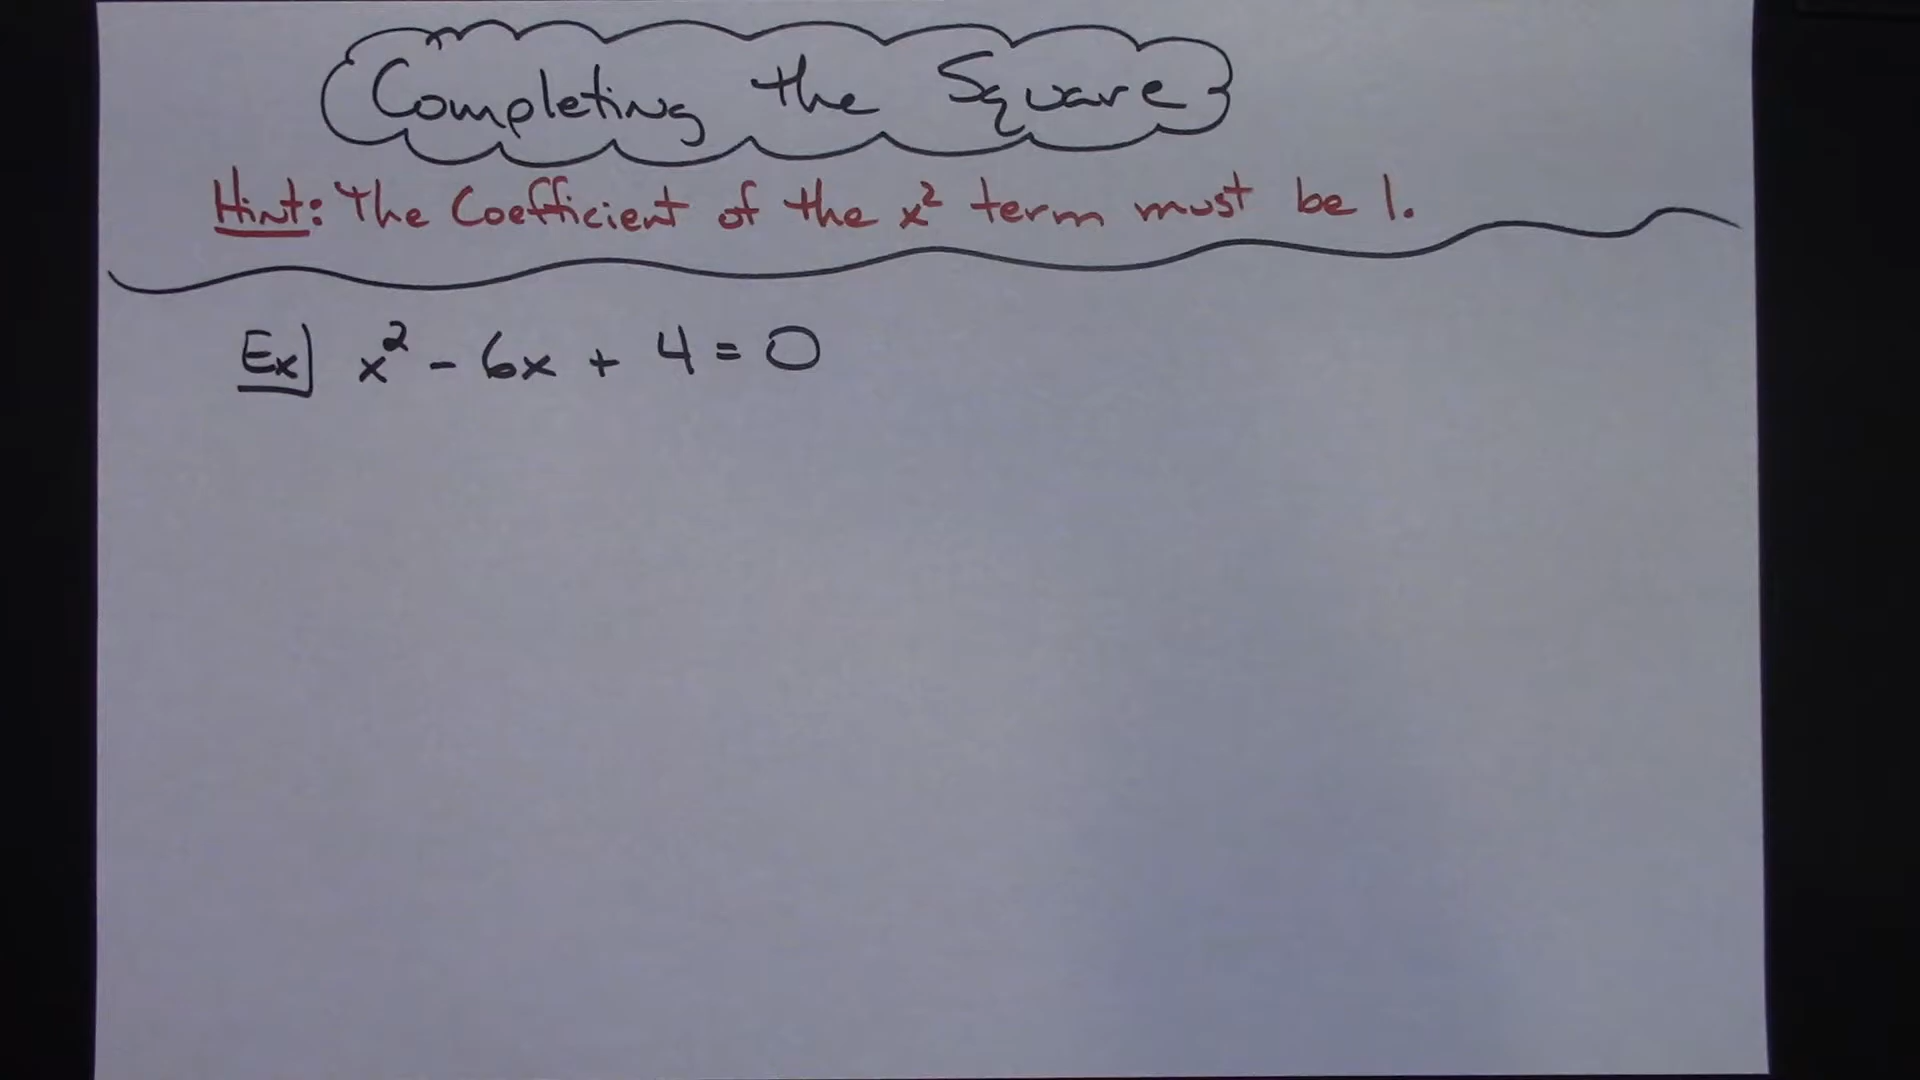 Completing the Square
Hint: The Coefficient of the x² term must be 1.
Ex] x² - 6x + 4 = 0